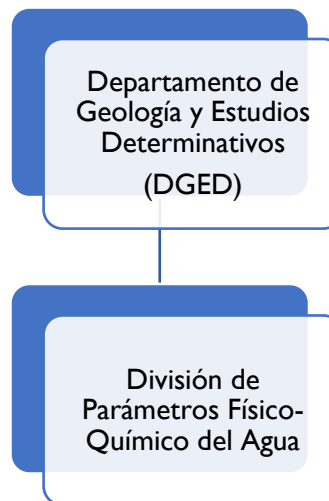 Departamento de
Geología y Estudios
Determinativos
(DGED)
División de
Parámetros Físico-
Químico del Agua